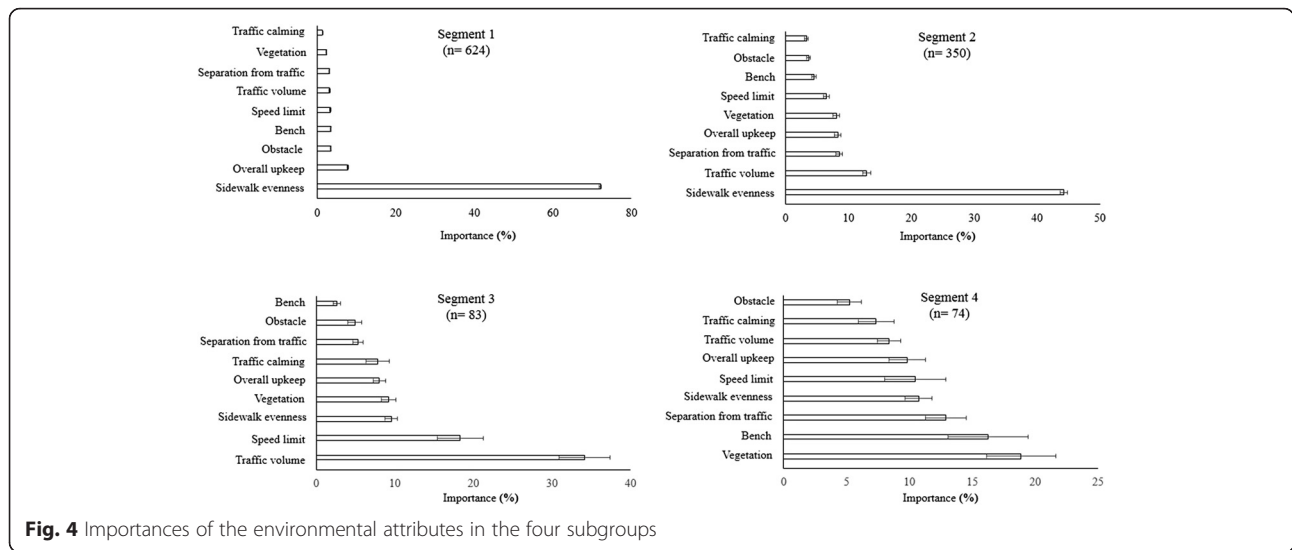 Segment 1
(n= 624)
Traffic calming
Vegetation
Separation from traffic
Traffic volume
Speed limit
Bench
Obstacle
Overall upkeep
Sidewalk evenness
0 20 40 60 80
Importance (%)
Segment 2
(n= 350)
Traffic calming
Obstacle
Bench
Speed limit
Vegetation
Overall upkeep
Separation from traffic
Traffic volume
Sidewalk evenness
0 10 20 30 40 50
Importance (%)
Segment 3
(n= 83)
Bench
Obstacle
Separation from traffic
Traffic calming
Overall upkeep
Vegetation
Sidewalk evenness
Speed limit
Traffic volume
0 10 20 30 40
Importance (%)
Segment 4
(n= 74)
Obstacle
Traffic calming
Traffic volume
Overall upkeep
Speed limit
Sidewalk evenness
Separation from traffic
Bench
Vegetation
0 5 10 15 20 25
Importance (%)
Fig. 4 Importances of the environmental attributes in the four subgroups